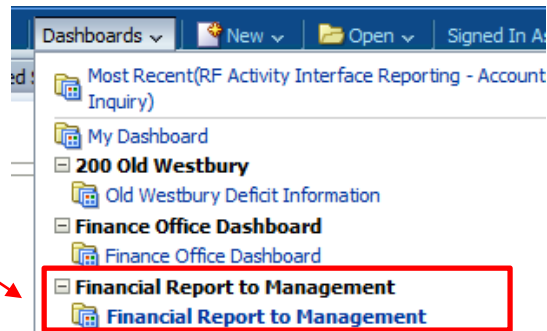 Dashboards New Open Signed In As
ed
Most Recent(RF Activity Interface Reporting - Account
Inquiry)
My Dashboard
200 Old Westbury
Old Westbury Deficit Information
Finance Office Dashboard
Finance Office Dashboard
Financial Report to Management
Financial Report to Management